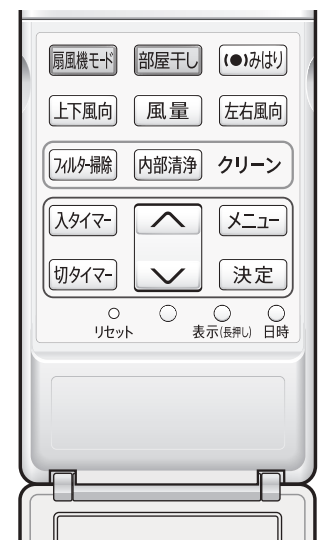 扇風機モード 部屋干し (●)みはり
上下風向 風量 左右風向
フィルター掃除 内部清浄 クリーン
入タイマー メニュー
切タイマー 決定
リセット 表示(長押し) 日時